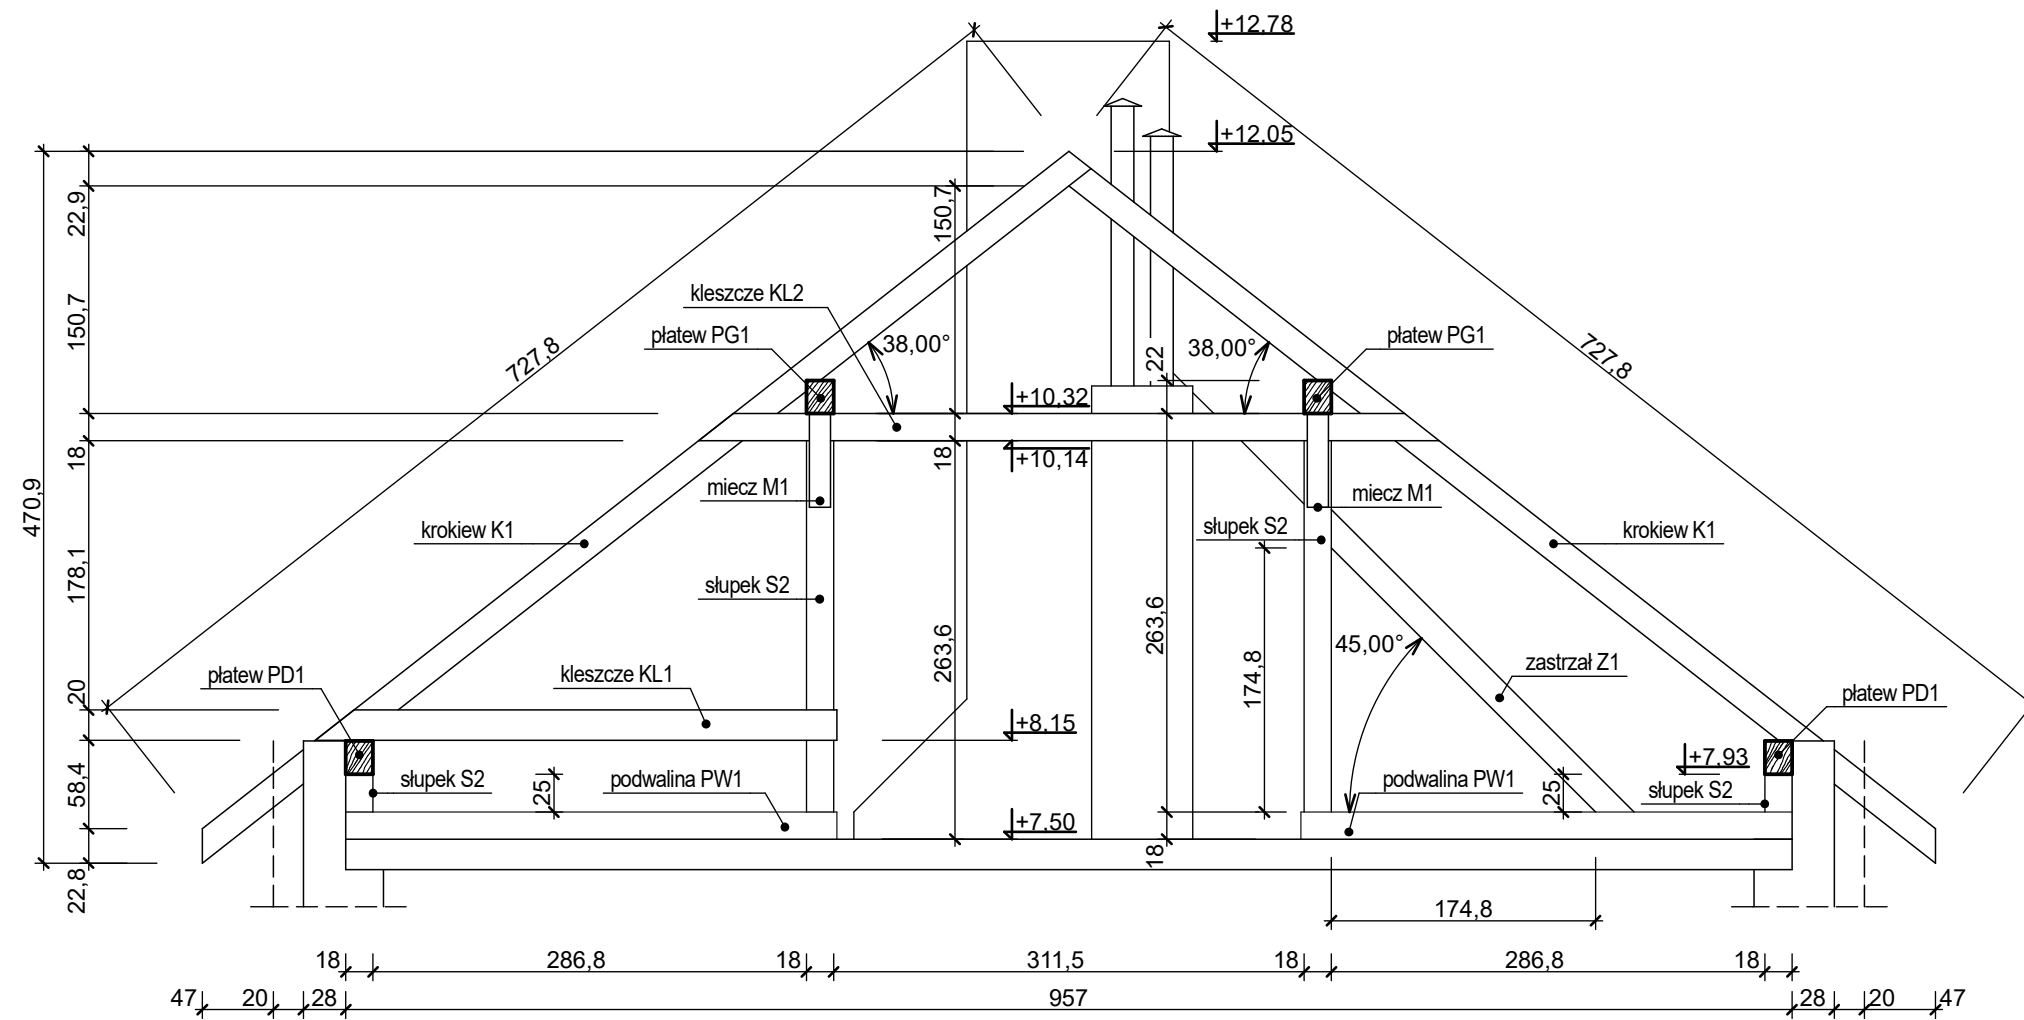 +12,78
+12,05
22,9
150,7
kleszcze KL2
płatew PG1
38,00°
38,00°
22
płatew PG1
727,8
727,8
150,7
+10,32
18
18
+10,14
miecz M1
miecz M1
470,9
krokiew K1
słupek S2
krokiew K1
178,1
słupek S2
263,6
263,6
174,8
45,00°
zastrzał Z1
płatew PD1
kleszcze KL1
20
płatew PD1
+8,15
+7,93
58,4
słupek S2
25
podwalina PW1
podwalina PW1
25
słupek S2
+7,50
22,8
18
174,8
18
286,8
18
311,5
18
286,8
18
47
20
28
957
28
20
47